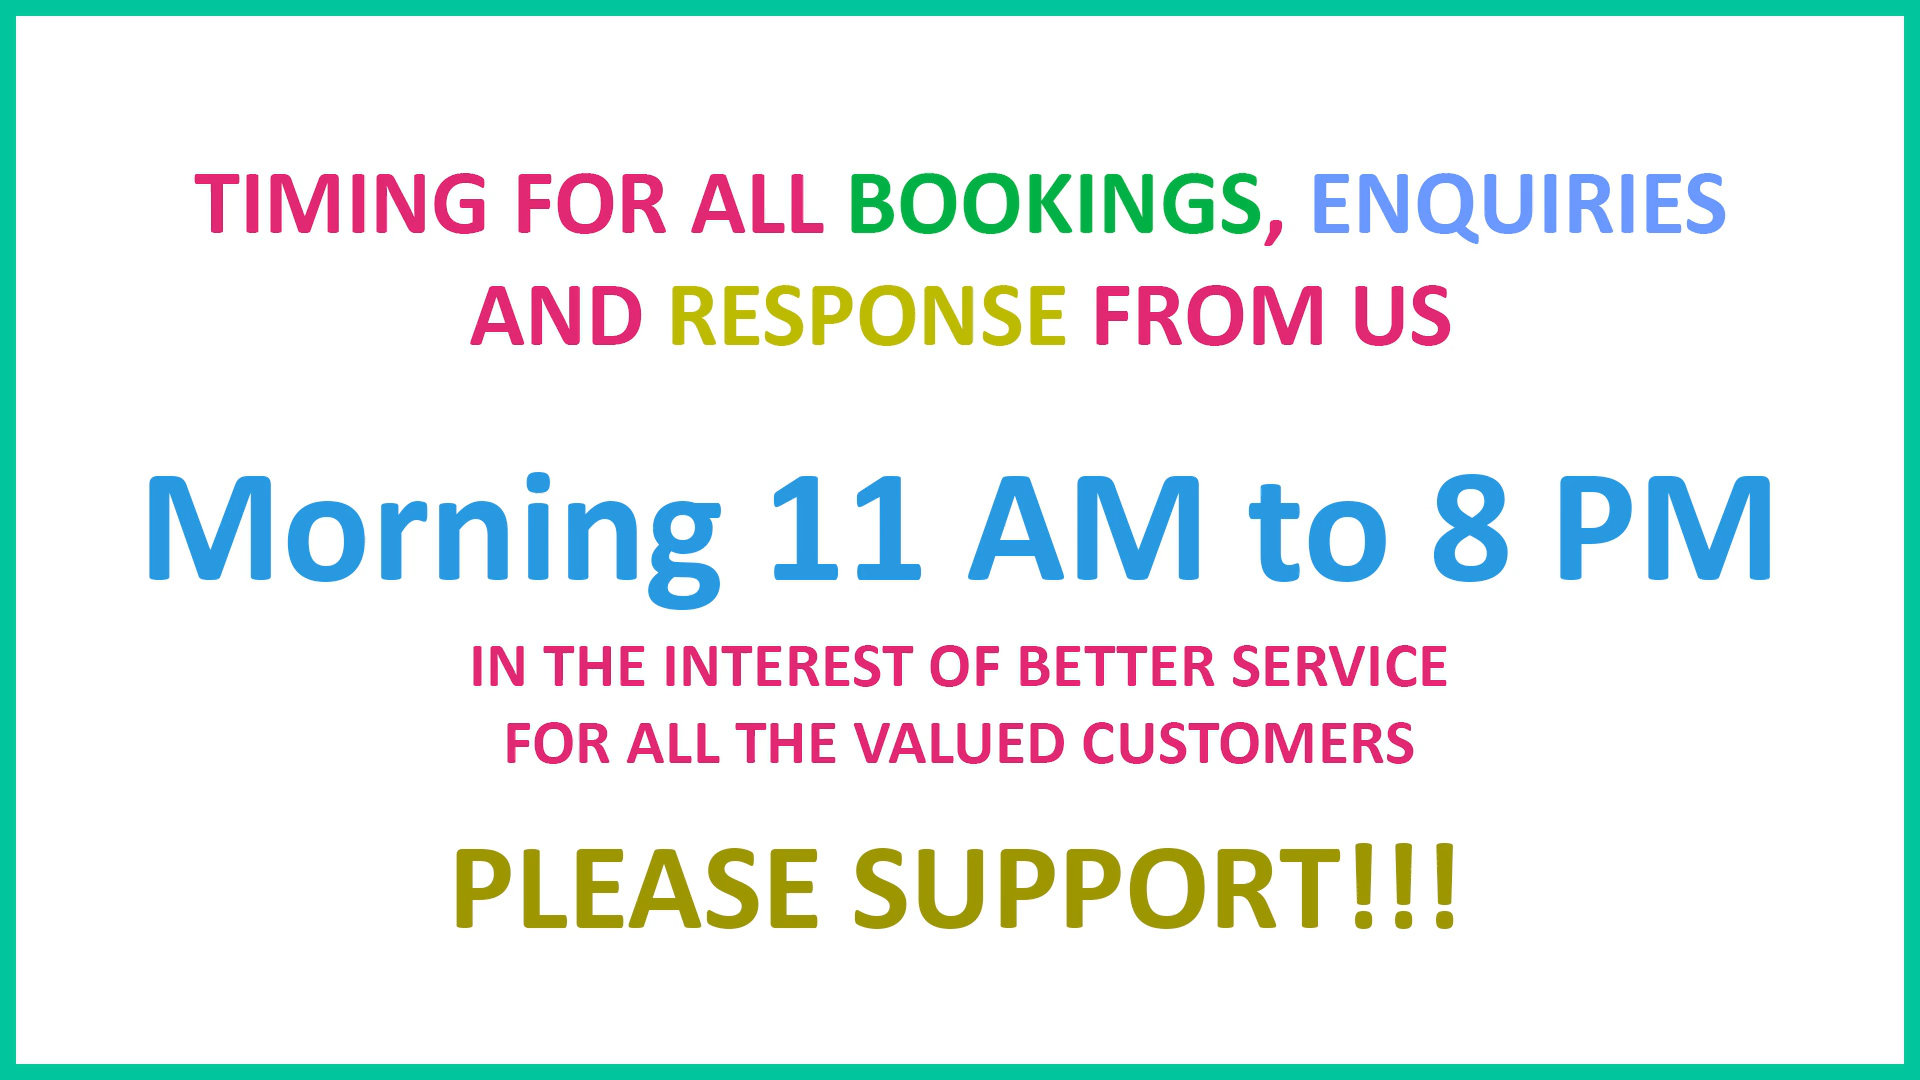 TIMING FOR ALL BOOKINGS, ENQUIRIES
AND RESPONSE FROM US
Morning 11 AM to 8 PM
IN THE INTEREST OF BETTER SERVICE
FOR ALL THE VALUED CUSTOMERS
PLEASE SUPPORT!!!